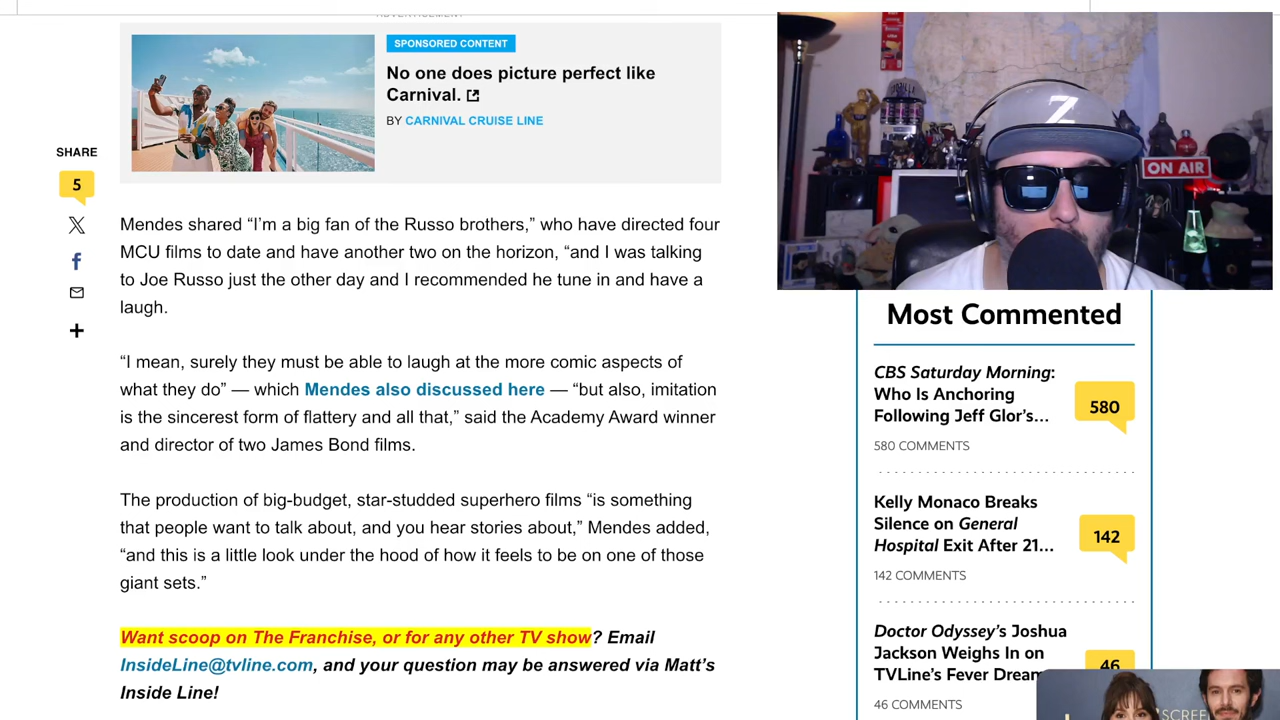 ADVERTISEMENT
SPONSORED CONTENT
No one does picture perfect like
Carnival.
BY CARNIVAL CRUISE LINE
SHARE
5
Mendes shared “I’m a big fan of the Russo brothers,” who have directed four
MCU films to date and have another two on the horizon, “and I was talking
to Joe Russo just the other day and I recommended he tune in and have a
laugh.
“I mean, surely they must be able to laugh at the more comic aspects of
what they do” — which Mendes also discussed here — “but also, imitation
is the sincerest form of flattery and all that,” said the Academy Award winner
and director of two James Bond films.
The production of big-budget, star-studded superhero films “is something
that people want to talk about, and you hear stories about,” Mendes added,
“and this is a little look under the hood of how it feels to be on one of those
giant sets.”
Want scoop on The Franchise, or for any other TV show? Email
InsideLine@tvline.com, and your question may be answered via Matt’s
Inside Line!
Z
ON AIR
Most Commented
CBS Saturday Morning:
Who Is Anchoring
Following Jeff Glor’s...
580
580 COMMENTS
Kelly Monaco Breaks
Silence on General
Hospital Exit After 21...
142
142 COMMENTS
Doctor Odyssey’s Joshua
Jackson Weighs In on
TVLine’s Fever Dream
46
46 COMMENTS
SCREE